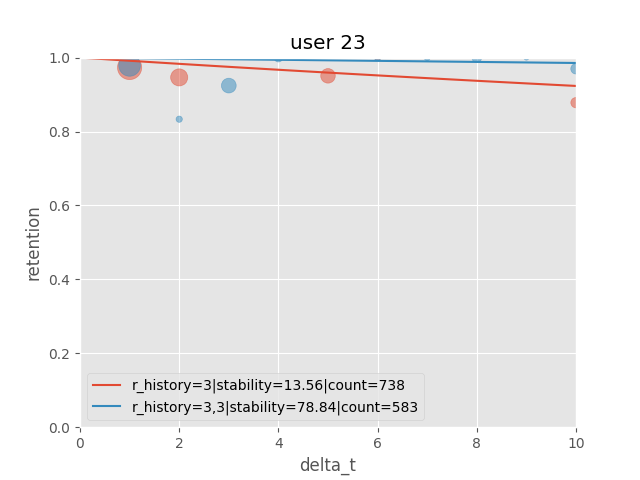 user 23
1.0
0.8
0.6
0.4
0.2
0.0
retention
r_history=3|stability=13.56|count=738
r_history=3,3|stability=78.84|count=583
0 2 4 6 8 10
delta_t